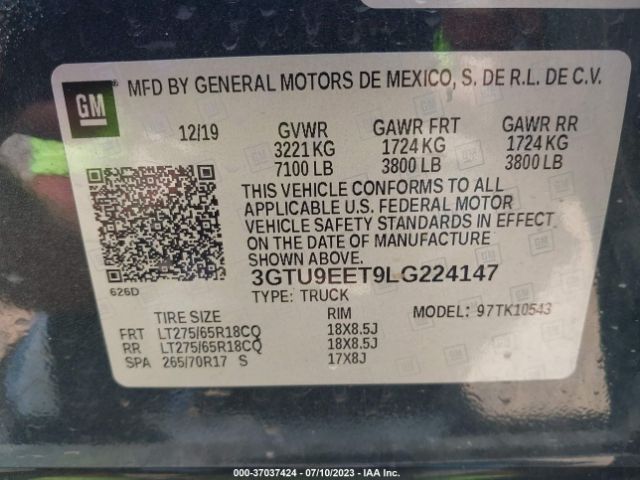 GM
MFD BY GENERAL MOTORS DE MEXICO, S. DE R.L. DE C.V.
12/19 GVWR GAWR FRT GAWR RR
3221 KG 1724 KG 1724 KG
7100 LB 3800 LB 3800 LB
THIS VEHICLE CONFORMS TO ALL
APPLICABLE U.S. FEDERAL MOTOR
VEHICLE SAFETY STANDARDS IN EFFECT
ON THE DATE OF MANUFACTURE
SHOWN ABOVE.
626D
3GTU9EET9LG224147
TYPE: TRUCK MODEL: 97TK10543
TIRE SIZE RIM
FRT LT275/65R18CQ 18X8.5J
RR LT275/65R18CQ 18X8.5J
SPA 265/70R17 S 17X8J
000-37037424 - 07/10/2023 - IAA Inc.